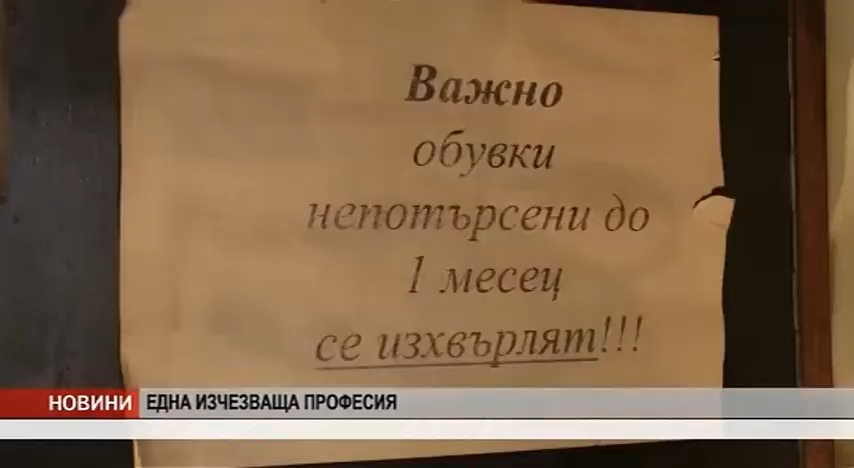 Важно
обувки
непотърсени до
1 месец
се изхвърлят!!!
НОВИНИ ЕДНА ИЗЧЕЗВАЩА ПРОФЕСИЯ